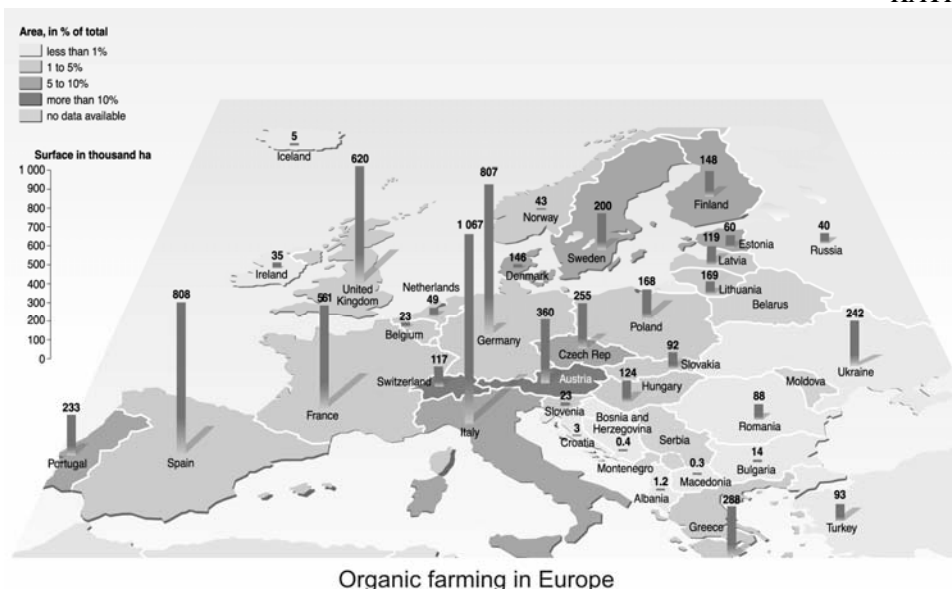 Area, in % of total
less than 1%
1 to 5%
5 to 10%
more than 10%
no data available
Surface in thousand ha
1 000
900
800
700
600
500
400
300
200
100
0
5
Iceland
620
United
Kingdom
35
Ireland
807
Germany
1 067
Italy
43
Norway
200
Sweden
148
Finland
60
Estonia
119
Latvia
169
Lithuania
40
Russia
Belarus
146
Denmark
Netherlands
49
23
Belgium
561
France
808
Spain
233
Portugal
117
Switzerland
360
Austria
255
Czech Rep
168
Poland
92
Slovakia
242
Ukraine
124
Hungary
Moldova
23
Slovenia
3
Croatia
Bosnia and
Herzegovina
0.4
Montenegro
Serbia
88
Romania
14
Bulgaria
0.3
Macedonia
1.2
Albania
288
Greece
93
Turkey
Organic farming in Europe